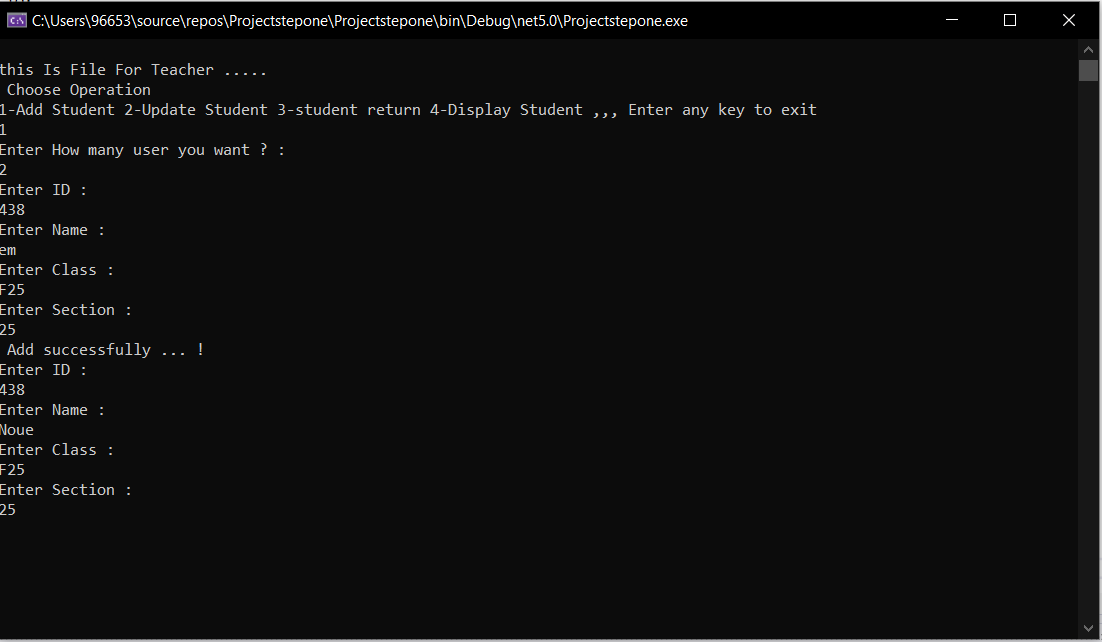 C:\Users\96653\source\repos\Projectstepone\Projectstepone\bin\Debug\net5.0\Projectstepone.exe
this Is File For Teacher .....
Choose Operation
1-Add Student 2-Update Student 3-student return 4-Display Student ,,, Enter any key to exit
1
Enter How many user you want ? :
2
Enter ID :
438
Enter Name :
em
Enter Class :
F25
Enter Section :
25
Add successfully ... !
Enter ID :
438
Enter Name :
Noue
Enter Class :
F25
Enter Section :
25